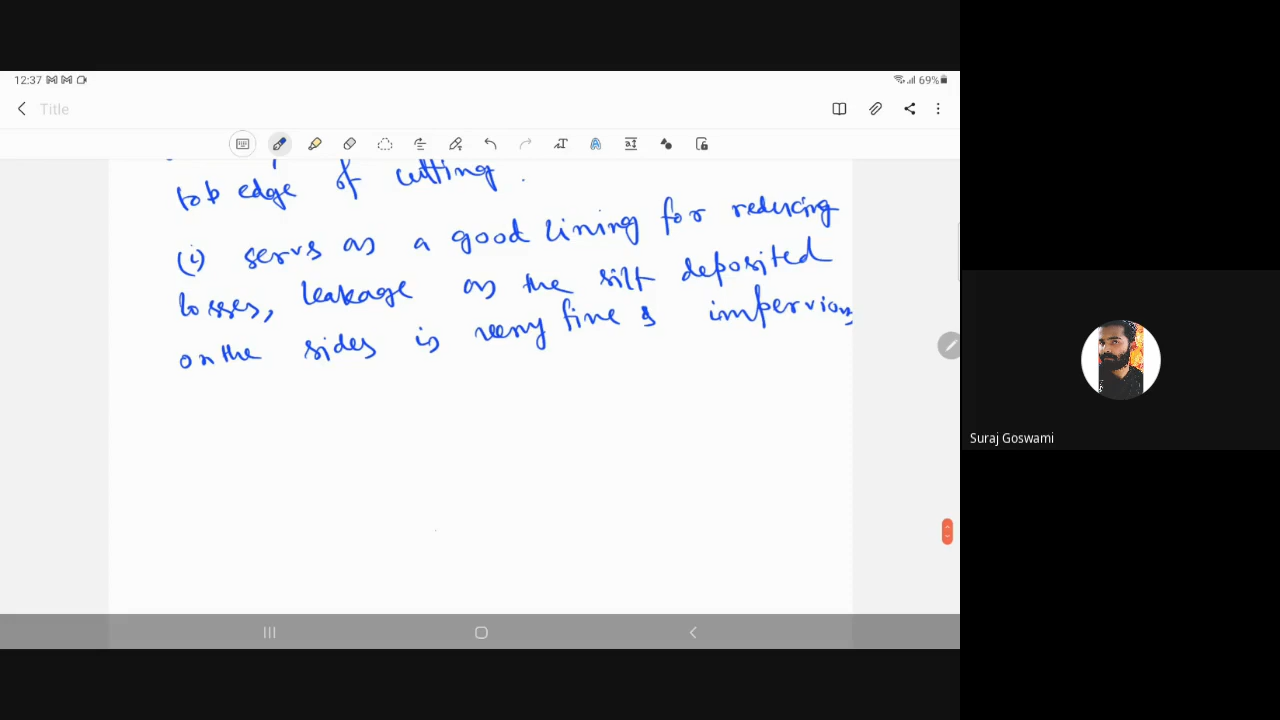 12:37
69%
Title
top edge of cutting.
(i) serves as a good lining for reducing
losses, leakage as the silt deposited
on the sides is very fine & impervious
Suraj Goswami